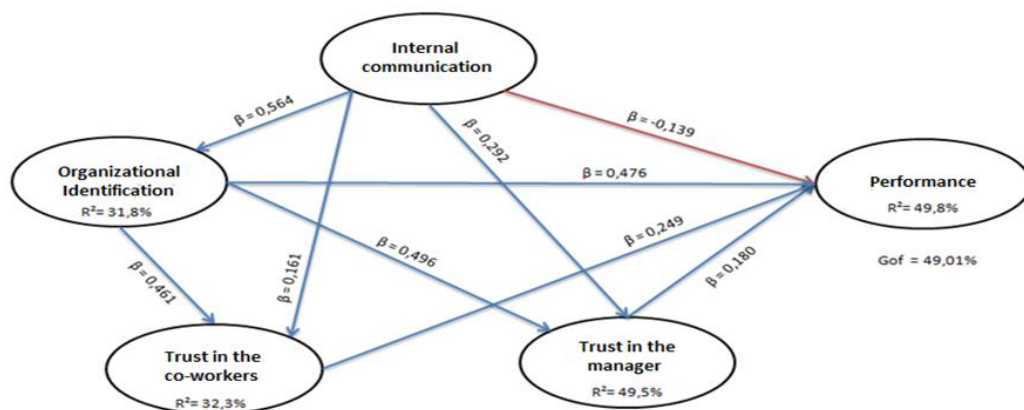 Internal
communication
β = 0,564
β = -0,139
β = 0,292
Organizational
Identification
R²= 31,8%
β = 0,476
Performance
R²= 49,8%
Gof = 49,01%
β = 0,249
β = 0,496
β = 0,180
β = 0,461
β = 0,161
Trust in the
co-workers
R²= 32,3%
Trust in the
manager
R²= 49,5%